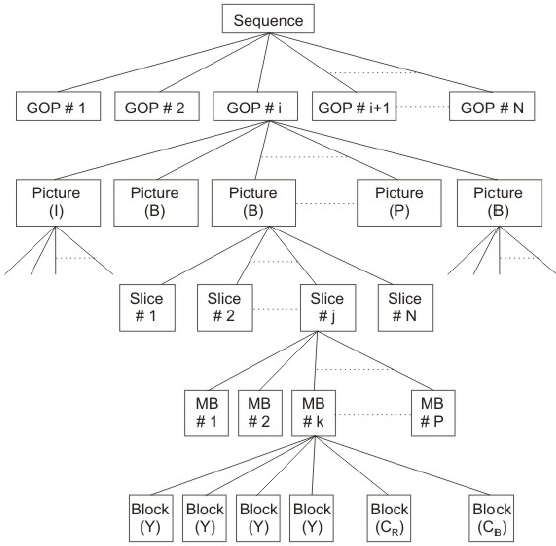 Sequence
GOP # 1 GOP # 2 GOP # i GOP # i+1 GOP # N
Picture (I) Picture (B) Picture (B) Picture (P) Picture (B)
Slice # 1 Slice # 2 Slice # j Slice # N
MB # 1 MB # 2 MB # k MB # P
Block (Y) Block (Y) Block (Y) Block (Y) Block (CR) Block (CB)